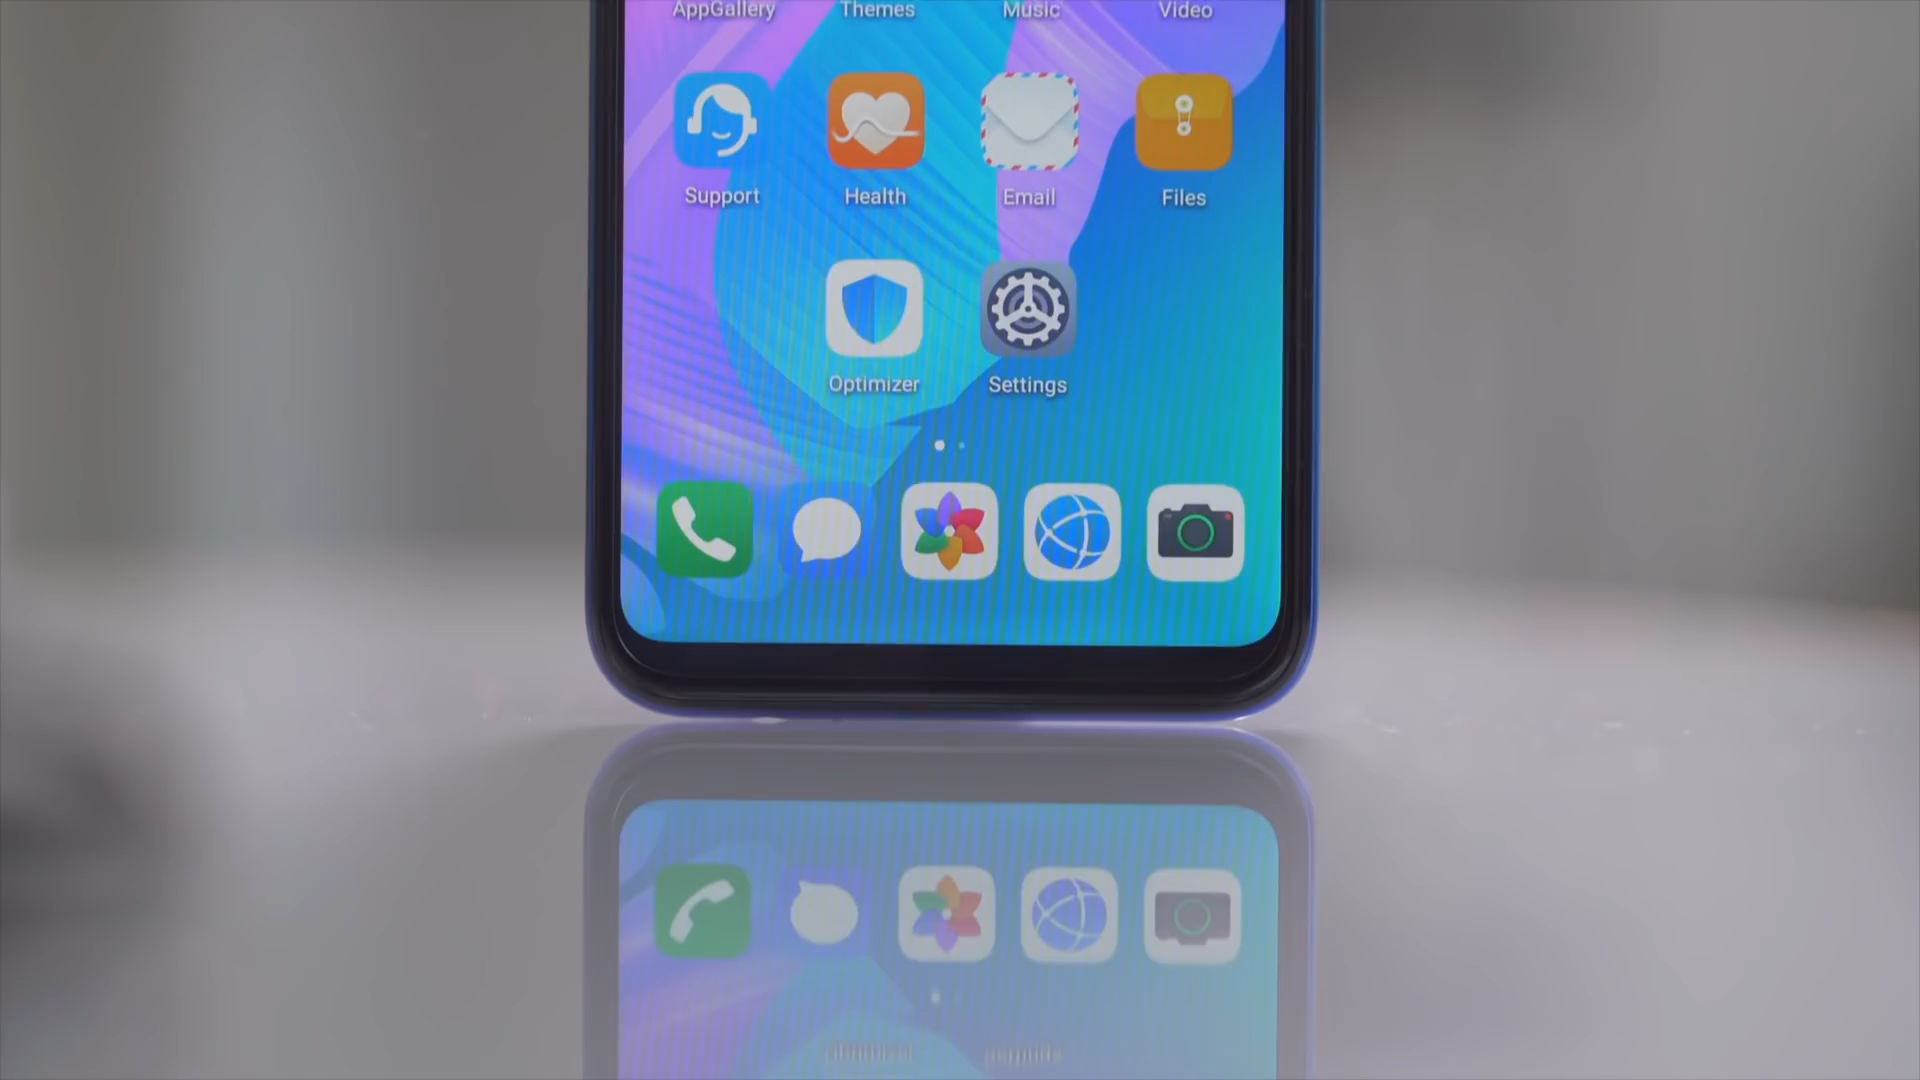 AppGallery Themes Music Video
Support Health Email Files
Optimizer Settings